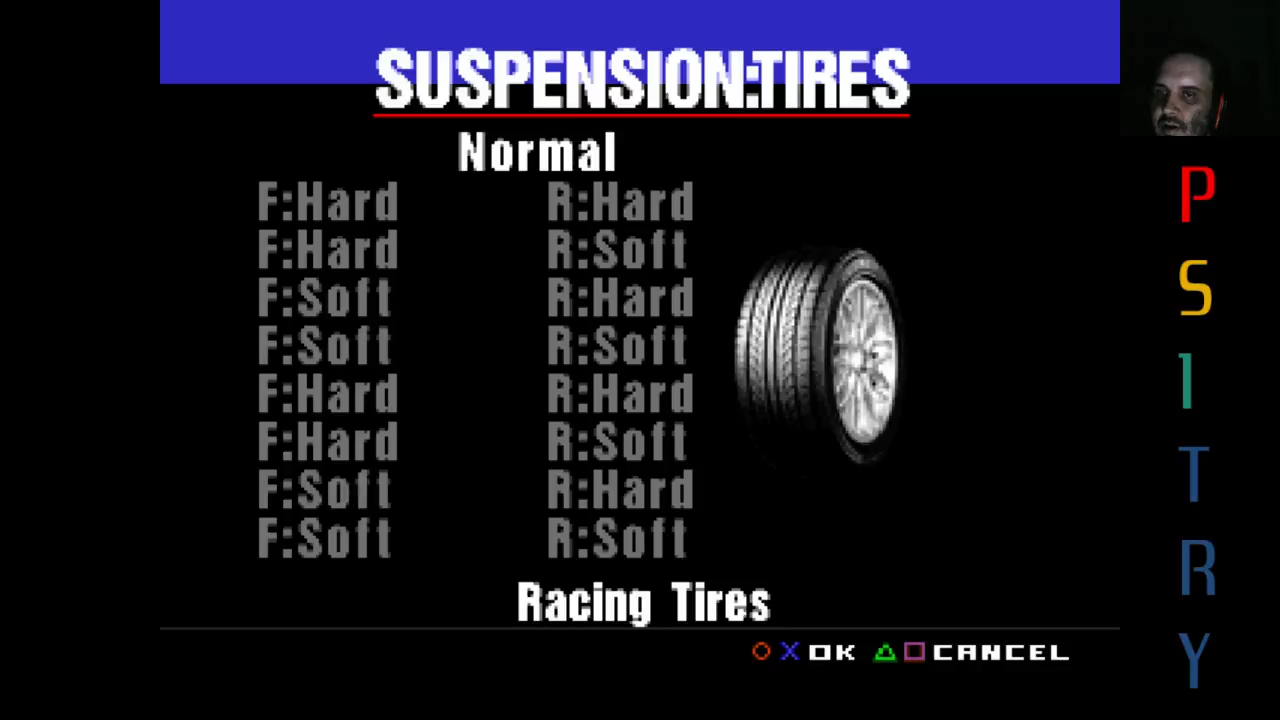 SUSPENSION:TIRES
Normal
F:Hard R:Hard
F:Hard R:Soft
F:Soft R:Hard
F:Soft R:Soft
F:Hard R:Hard
F:Hard R:Soft
F:Soft R:Hard
F:Soft R:Soft
Racing Tires
OK CANCEL
P
S
1
T
R
Y